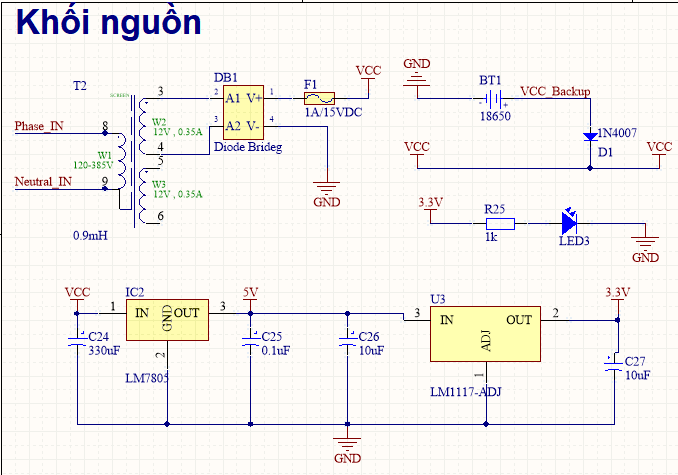 Khối nguồn
T2
SCREEN
Phase_IN
8
W1
120-385V
Neutral_IN
9
0.9mH
3
W2
12V , 0.35A
4
5
W3
12V , 0.35A
6
DB1
2
A1
V+
1
3
A2
V-
4
Diode Brideg
F1
1A/15VDC
VCC
GND
GND
BT1
-
+
18650
VCC_Backup
1N4007
D1
VCC
VCC
3.3V
R25
1k
LED3
GND
VCC
IC2
1
IN
GND
OUT
3
2
LM7805
C24
330uF
5V
C25
0.1uF
C26
10uF
U3
3
IN
OUT
2
ADJ
1
LM1117-ADJ
3.3V
C27
10uF
GND